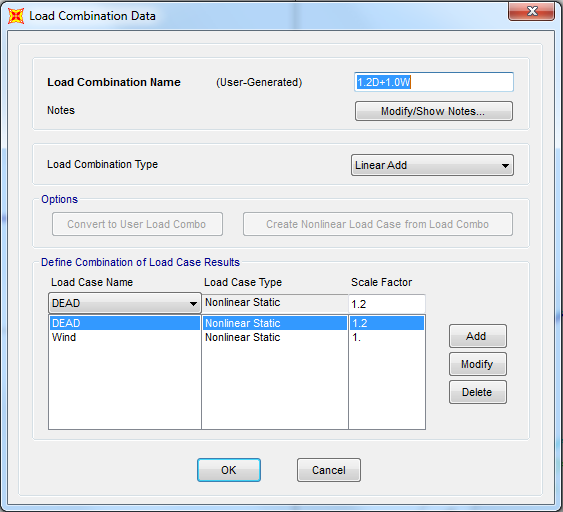 Load Combination Data
Load Combination Name (User-Generated) 1.2D+1.0W
Notes Modify/Show Notes...
Load Combination Type Linear Add
Options
Convert to User Load Combo Create Nonlinear Load Case from Load Combo
Define Combination of Load Case Results
Load Case Name Load Case Type Scale Factor
DEAD Nonlinear Static 1.2
DEAD Nonlinear Static 1.2
Wind Nonlinear Static 1.
Add
Modify
Delete
OK Cancel